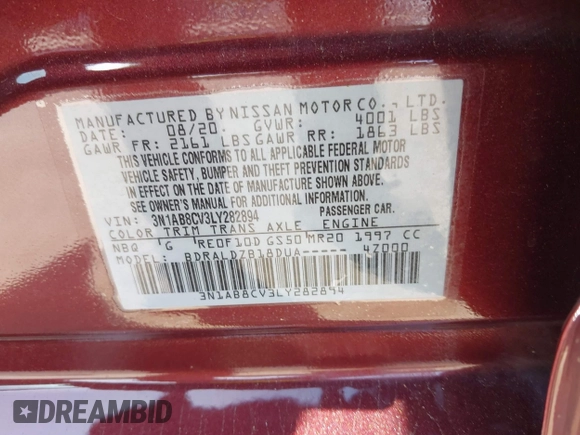 MANUFACTURED BY NISSAN MOTOR CO., LTD.
DATE: 08/20. GVWR: 4001 LBS
GAWR FR: 2161 LBS GAWR RR: 1863 LBS
THIS VEHICLE CONFORMS TO ALL APPLICABLE FEDERAL MOTOR
VEHICLE SAFETY, BUMPER AND THEFT PREVENTION STANDARDS
IN EFFECT ON THE DATE OF MANUFACTURE SHOWN ABOVE.
SEE OWNER'S MANUAL FOR ADDITIONAL INFORMATION.
VIN: 3N1AB8CV3LY282894 PASSENGER CAR.
COLOR TRIM TRANS AXLE ENGINE
NBQ G RE0F10D GS50 MR20 1997 CC
MODEL: BDRALDZB18DUA----- 4Z000
3N1AB8CV3LY282894
DREAMBID